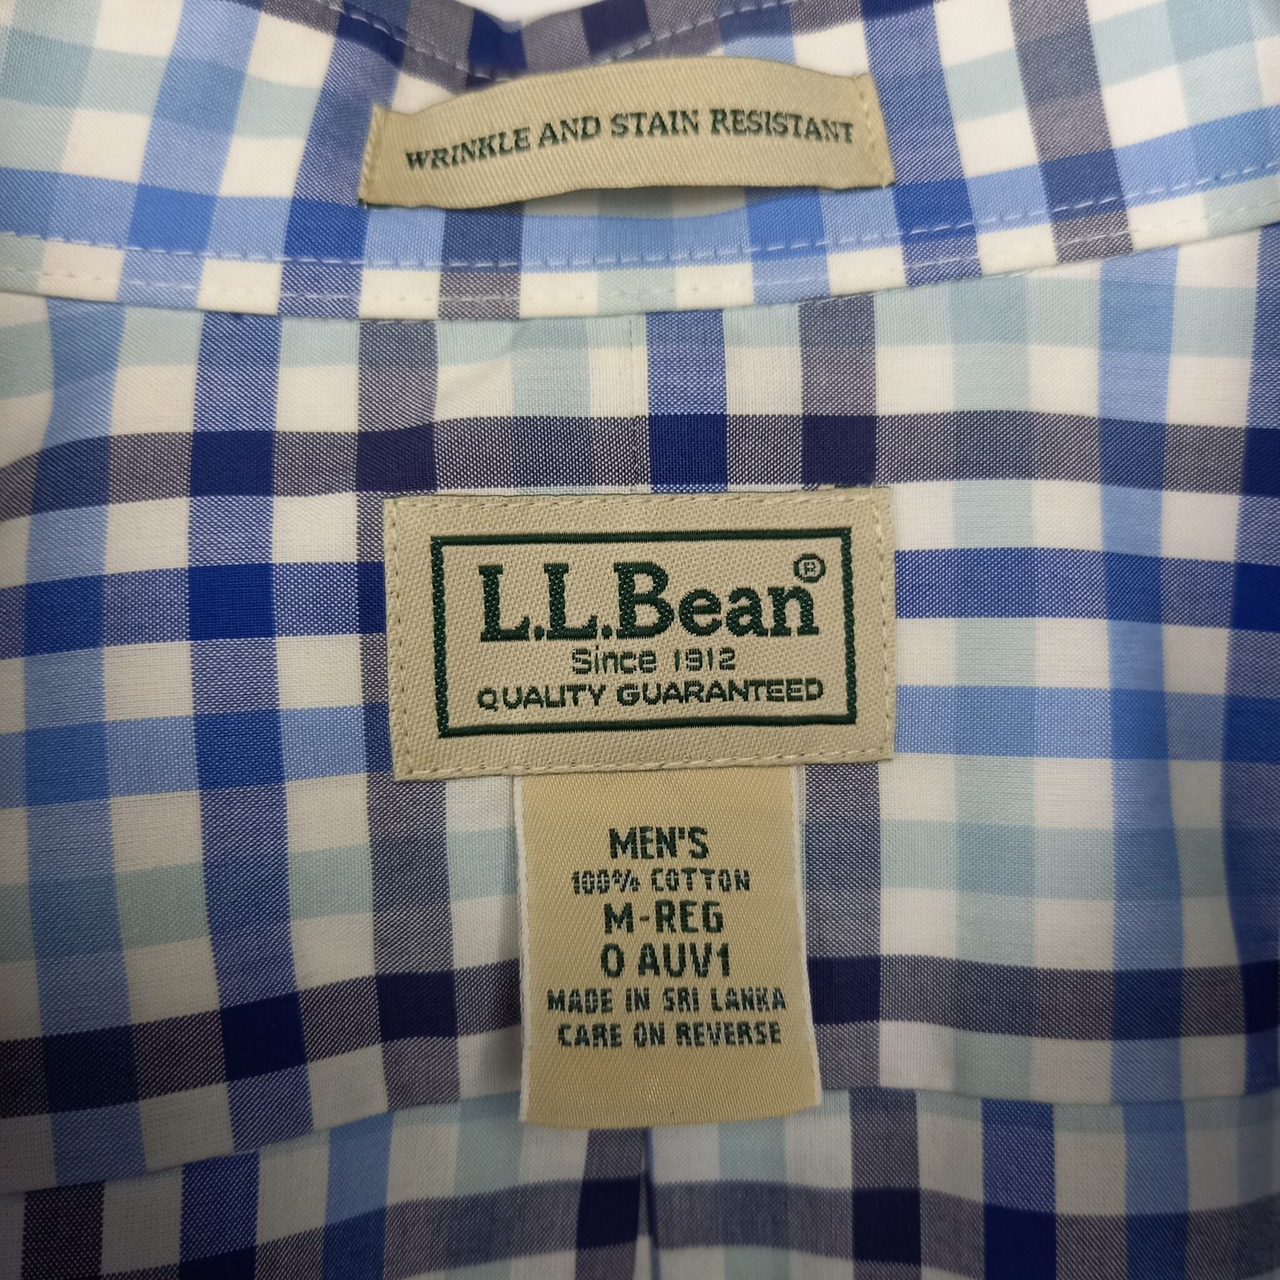 WRINKLE AND STAIN RESISTANT
L.L.Bean®
Since 1912
QUALITY GUARANTEED
MEN'S
100% COTTON
M-REG
0 AUV1
MADE IN SRI LANKA
CARE ON REVERSE